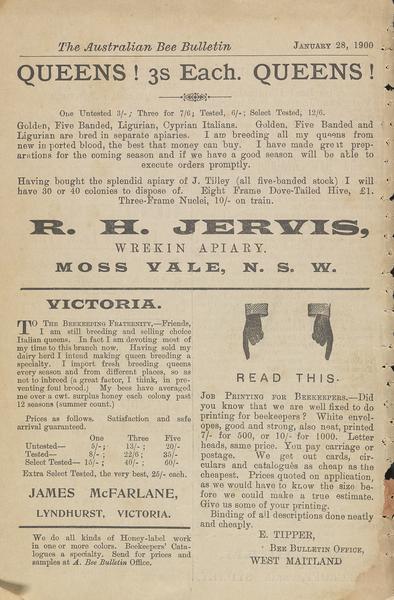 The Australian Bee Bulletin JANUARY 28, 1900
QUEENS ! 3s Each. QUEENS !
One Untested 3/-; Three for 7/6; Tested, 6/-; Select Tested, 12/6.
Golden, Five Banded, Ligurian, Cyprian Italians. Golden, Five Banded and
Ligurian are bred in separate apiaries. I am breeding all my queens from
new imported blood, the best that money can buy. I have made great prep-
arations for the coming season and if we have a good season will be able to
execute orders promptly.
Having bought the splendid apiary of J. Tilley (all five-banded stock) I will
have 30 or 40 colonies to dispose of. Eight Frame Dove-Tailed Hive, £1.
Three-Frame Nuclei, 10/- on train.
R. H. JERVIS,
WREKIN APIARY.
MOSS VALE, N. S. W.
VICTORIA.
TO THE BEEKEEPING FRATERNITY,—Friends,
I am still breeding and selling choice
Italian queens. In fact I am devoting most of
my time to this branch now. Having sold my
dairy herd I intend making queen breeding a
specialty. I import fresh breeding queens
every season and from different places, so as
not to inbreed (a great factor, I think, in pre-
venting foul brood.) My bees have averaged
me over a cwt. surplus honey each colony past
12 seasons (summer count.)
Prices as follows. Satisfaction and safe
arrival guaranteed.
One Three Five
Untested— 5/-; 13/-; 20/-
Tested— 8/-; 22/6; 35/-
Select Tested— 15/-; 40/-; 60/-
Extra Select Tested, the very best, 25/- each.
JAMES McFARLANE,
LYNDHURST, VICTORIA.
We do all kinds of Honey-label work
in one or more colors. Beekeepers' Cata-
logues a specialty. Send for prices and
samples at A. Bee Bulletin Office.
READ THIS-
JOB PRINTING FOR BEEKEEPERS.—Did
you know that we are well fixed to do
printing for beekeepers ? White envel-
opes, good and strong, also neat, printed
7/- for 500, or 10/- for 1000. Letter
heads, same price. You pay carriage or
postage. We get out cards, cir-
culars and catalogues as cheap as the
cheapest. Prices quoted on application,
as we would have to know the size be-
fore we could make a true estimate.
Give us some of your printing.
Binding of all descriptions done neatly
and cheaply.
E. TIPPER,
BEE BULLETIN OFFICE,
WEST MAITLAND